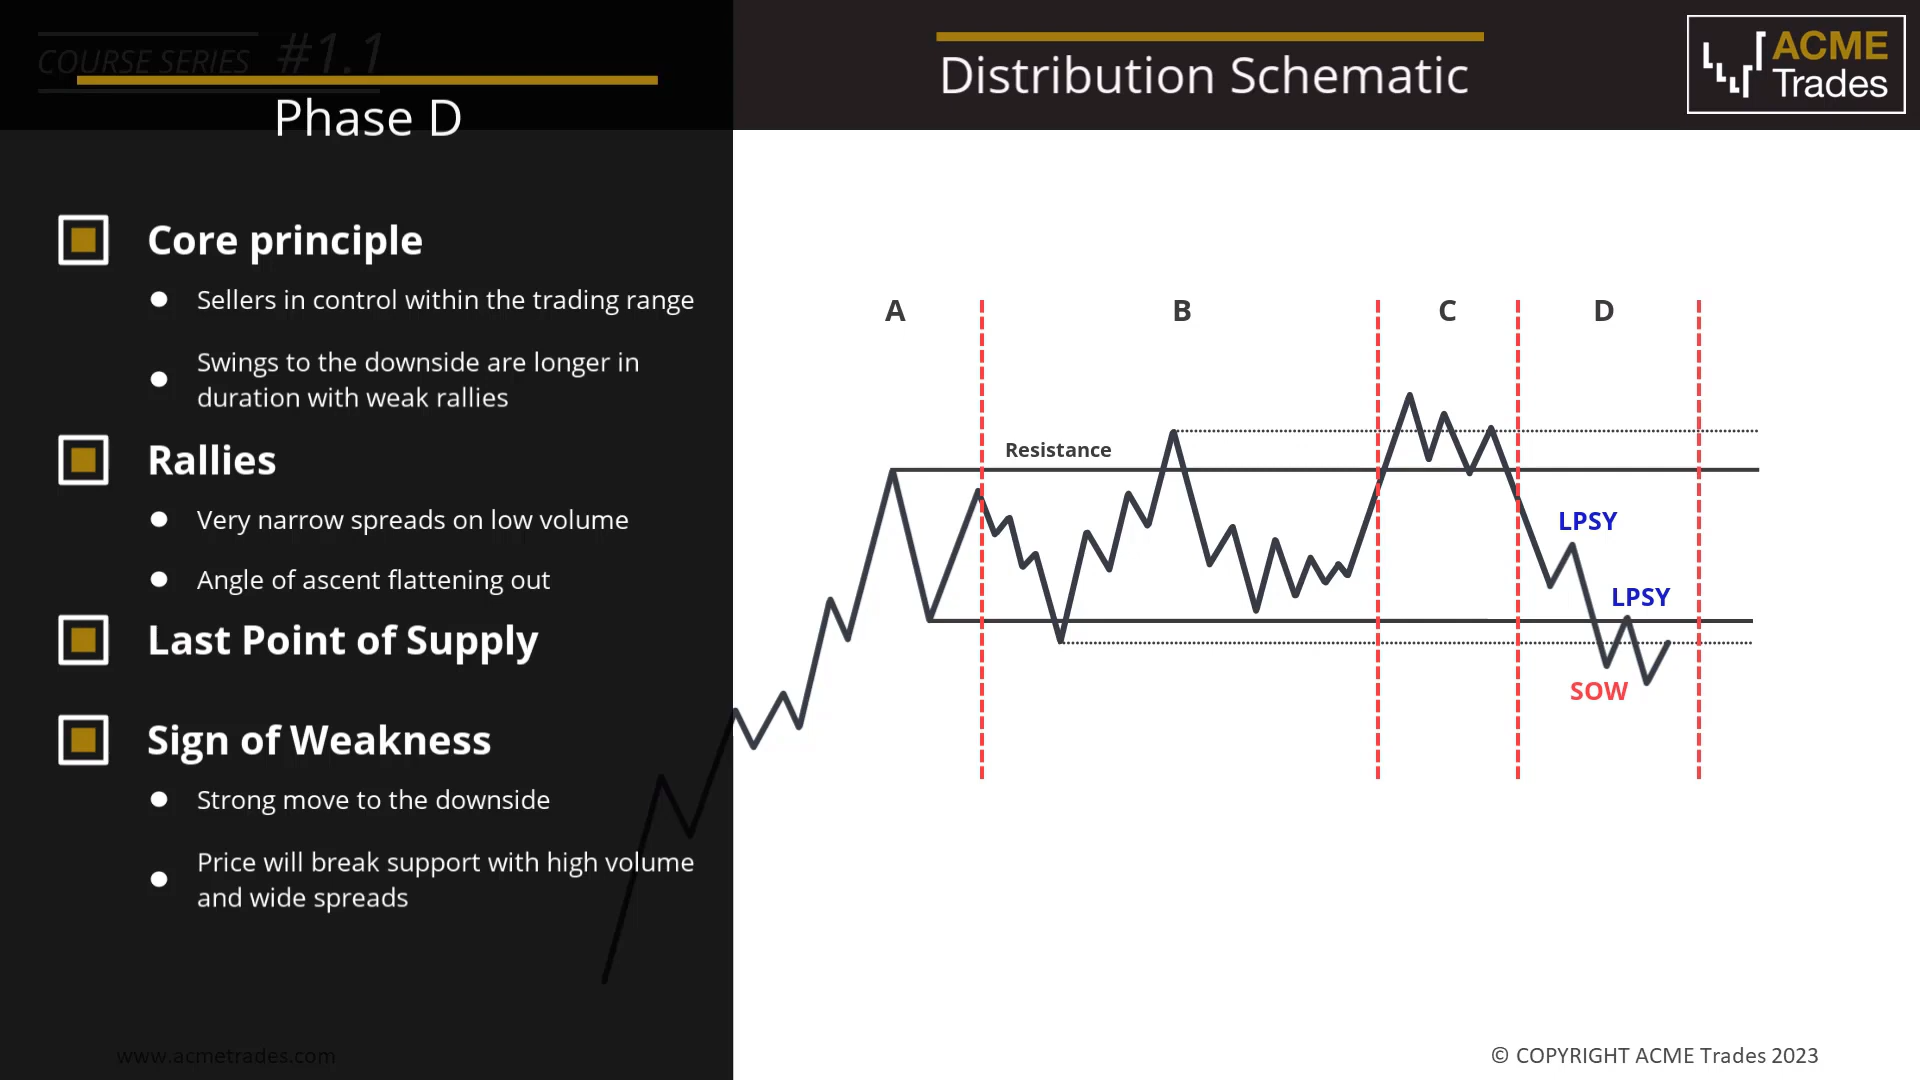 COURSE SERIES #1.1
Phase D
Core principle
Sellers in control within the trading range
Swings to the downside are longer in
duration with weak rallies
Rallies
Very narrow spreads on low volume
Angle of ascent flattening out
Last Point of Supply
Sign of Weakness
Strong move to the downside
Price will break support with high volume
and wide spreads
www.acmetrades.com
Distribution Schematic
ACME
Trades
A B C D
Resistance
LPSY
LPSY
SOW
© COPYRIGHT ACME Trades 2023